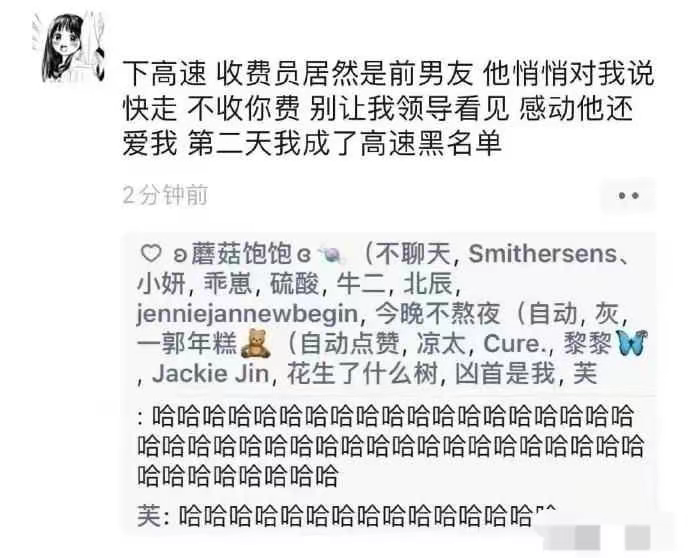 下高速 收费员居然是前男友 他悄悄对我说
快走 不收你费 别让我领导看见 感动他还
爱我 第二天我成了高速黑名单
2分钟前
♡ ʚ蘑菇饱饱ɞ🍬（不聊天, Smithersens、
小妍, 乖崽, 硫酸, 牛二, 北辰,
jenniejannewbegin, 今晚不熬夜（自动, 灰,
一郭年糕🧸（自动点赞, 凉太, Cure., 黎黎🦋
, Jackie Jin, 花生了什么树, 凶首是我, 芙
: 哈哈哈哈哈哈哈哈哈哈哈哈哈哈哈哈哈哈哈
哈哈哈哈哈哈哈哈哈哈哈哈哈哈哈哈哈哈哈哈
哈哈哈哈哈哈哈哈
芙: 哈哈哈哈哈哈哈哈哈哈哈哈哈哈